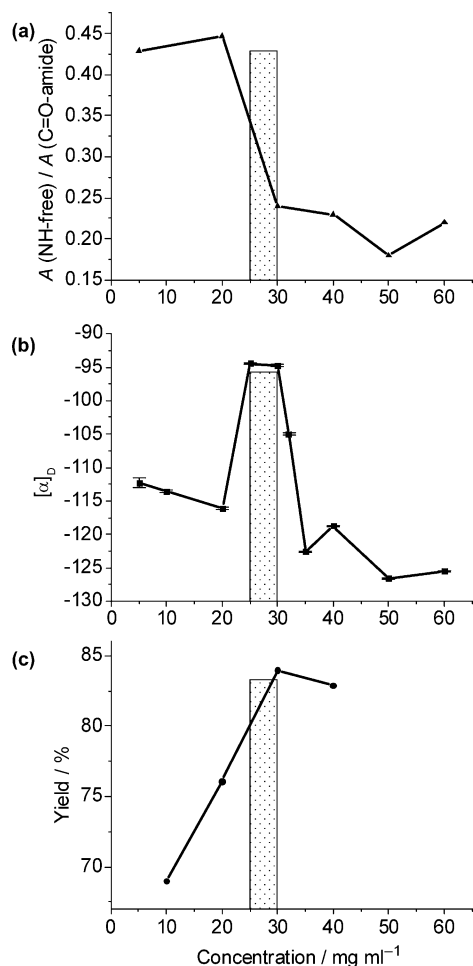 (a)
A (NH-free) / A (C=O-amide)
0.45
0.40
0.35
0.30
0.25
0.20
0.15
0 10 20 30 40 50 60
(b)
[α]D
-90
-95
-100
-105
-110
-115
-120
-125
-130
0 10 20 30 40 50 60
(c)
Yield / %
85
80
75
70
0 10 20 30 40 50 60
Concentration / mg ml⁻¹